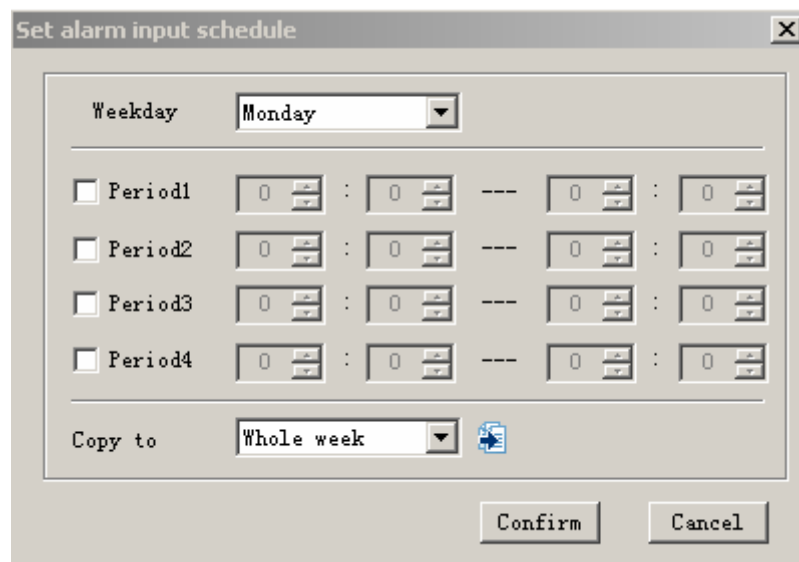 Set alarm input schedule
Weekday Monday
Period1 0 : 0 --- 0 : 0
Period2 0 : 0 --- 0 : 0
Period3 0 : 0 --- 0 : 0
Period4 0 : 0 --- 0 : 0
Copy to Whole week
Confirm Cancel